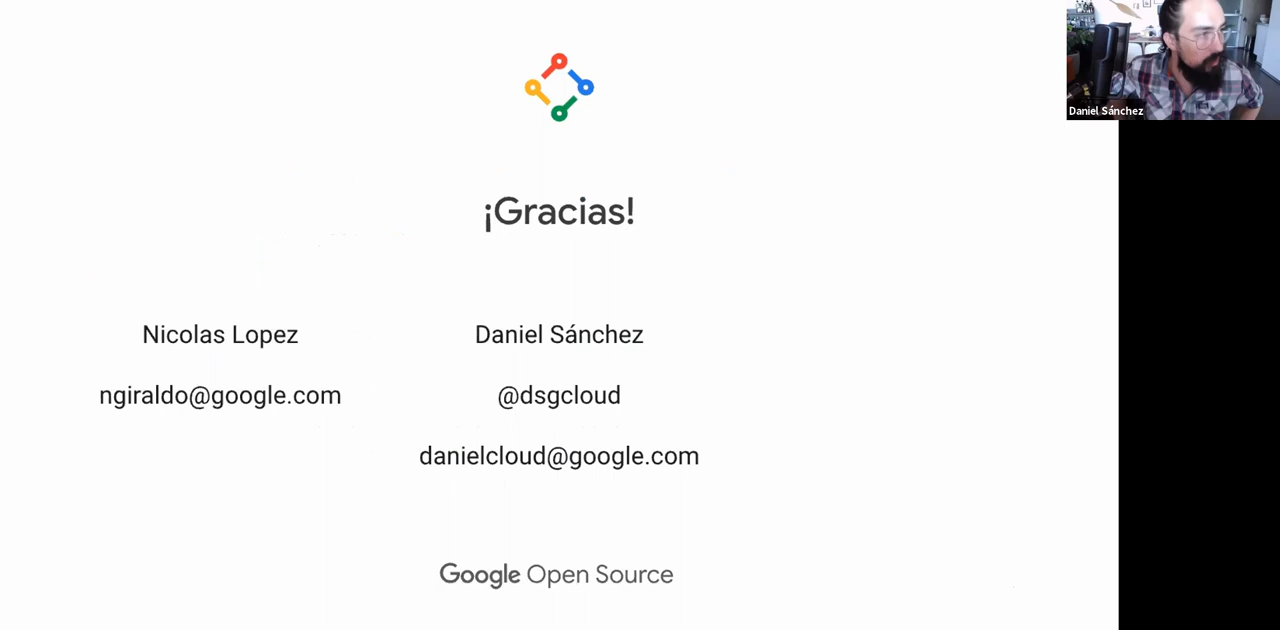 Daniel Sánchez
¡Gracias!
Nicolas Lopez
ngiraldo@google.com
Daniel Sánchez
@dsgcloud
danielcloud@google.com
Google Open Source